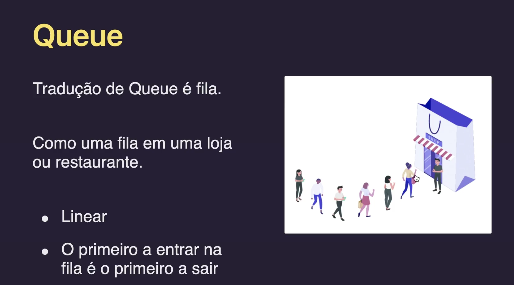 Queue
Tradução de Queue é fila.
Como uma fila em uma loja
ou restaurante.
● Linear
● O primeiro a entrar na
fila é o primeiro a sair